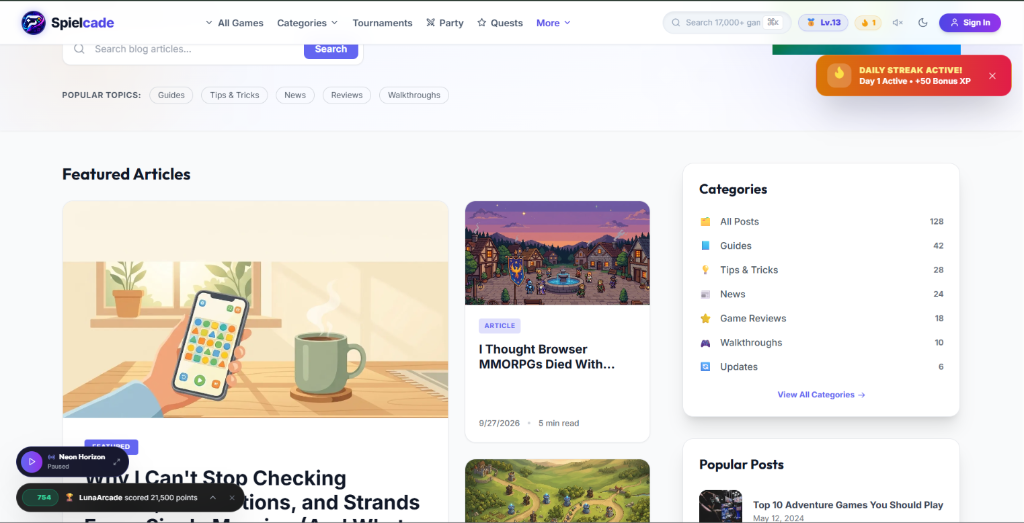 Spielcade
All Games
Categories
Tournaments
Party
Quests
More
Search 17,000+ gan
⌘K
Lv.13
1
Sign In
DAILY STREAK ACTIVE!
Day 1 Active • +50 Bonus XP
Search blog articles...
Search
POPULAR TOPICS:
Guides
Tips & Tricks
News
Reviews
Walkthroughs
Featured Articles
FEATURED
Why I Can't Stop Checking
tions, and Strands
ARTICLE
I Thought Browser
MMORPGs Died With...
9/27/2026 • 5 min read
Categories
All Posts 128
Guides 42
Tips & Tricks 28
News 24
Game Reviews 18
Walkthroughs 10
Updates 6
View All Categories →
Popular Posts
Top 10 Adventure Games You Should Play
May 12, 2024
Neon Horizon
Paused
754
LunaArcade scored 21,500 points